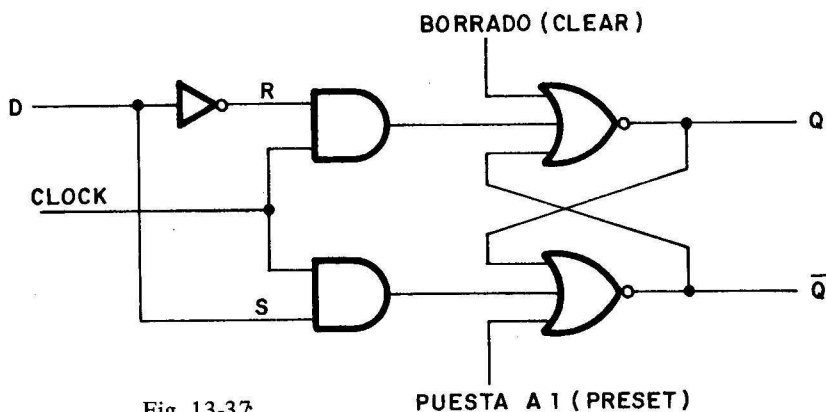 BORRADO (CLEAR)
D
R
Q
CLOCK
S
Q̅
Fig. 13-37
PUESTA A 1 (PRESET)